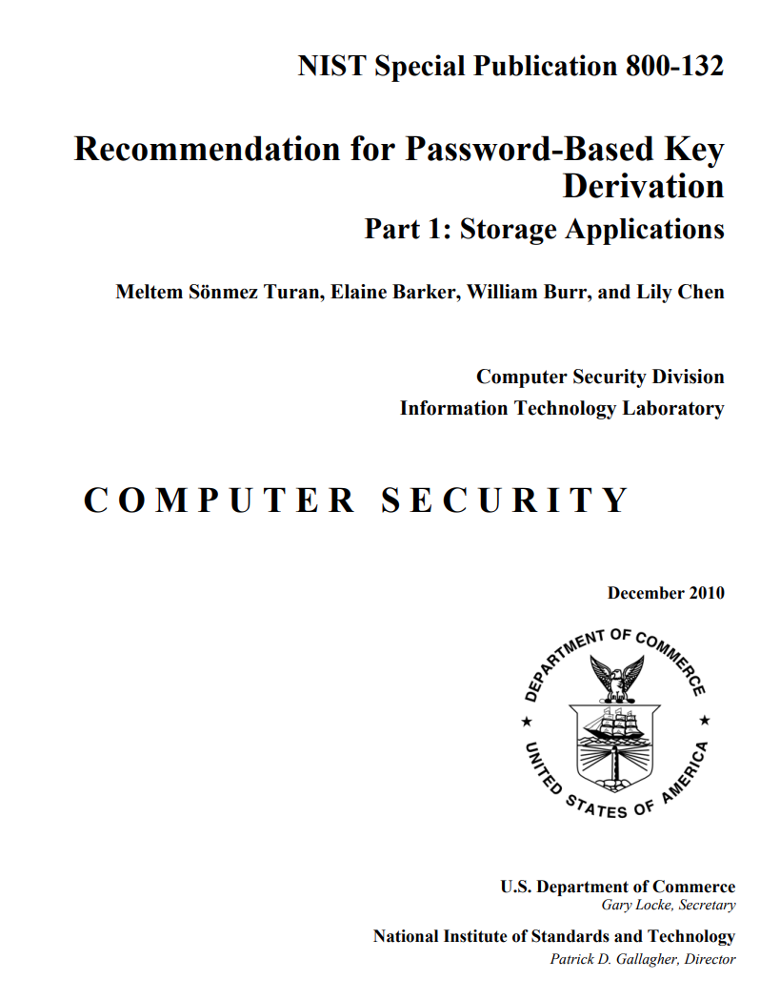 NIST Special Publication 800-132
Recommendation for Password-Based Key
Derivation
Part 1: Storage Applications
Meltem Sönmez Turan, Elaine Barker, William Burr, and Lily Chen
Computer Security Division
Information Technology Laboratory
C O M P U T E R   S E C U R I T Y
December 2010
DEPARTMENT OF COMMERCE
UNITED STATES OF AMERICA
U.S. Department of Commerce
Gary Locke, Secretary
National Institute of Standards and Technology
Patrick D. Gallagher, Director